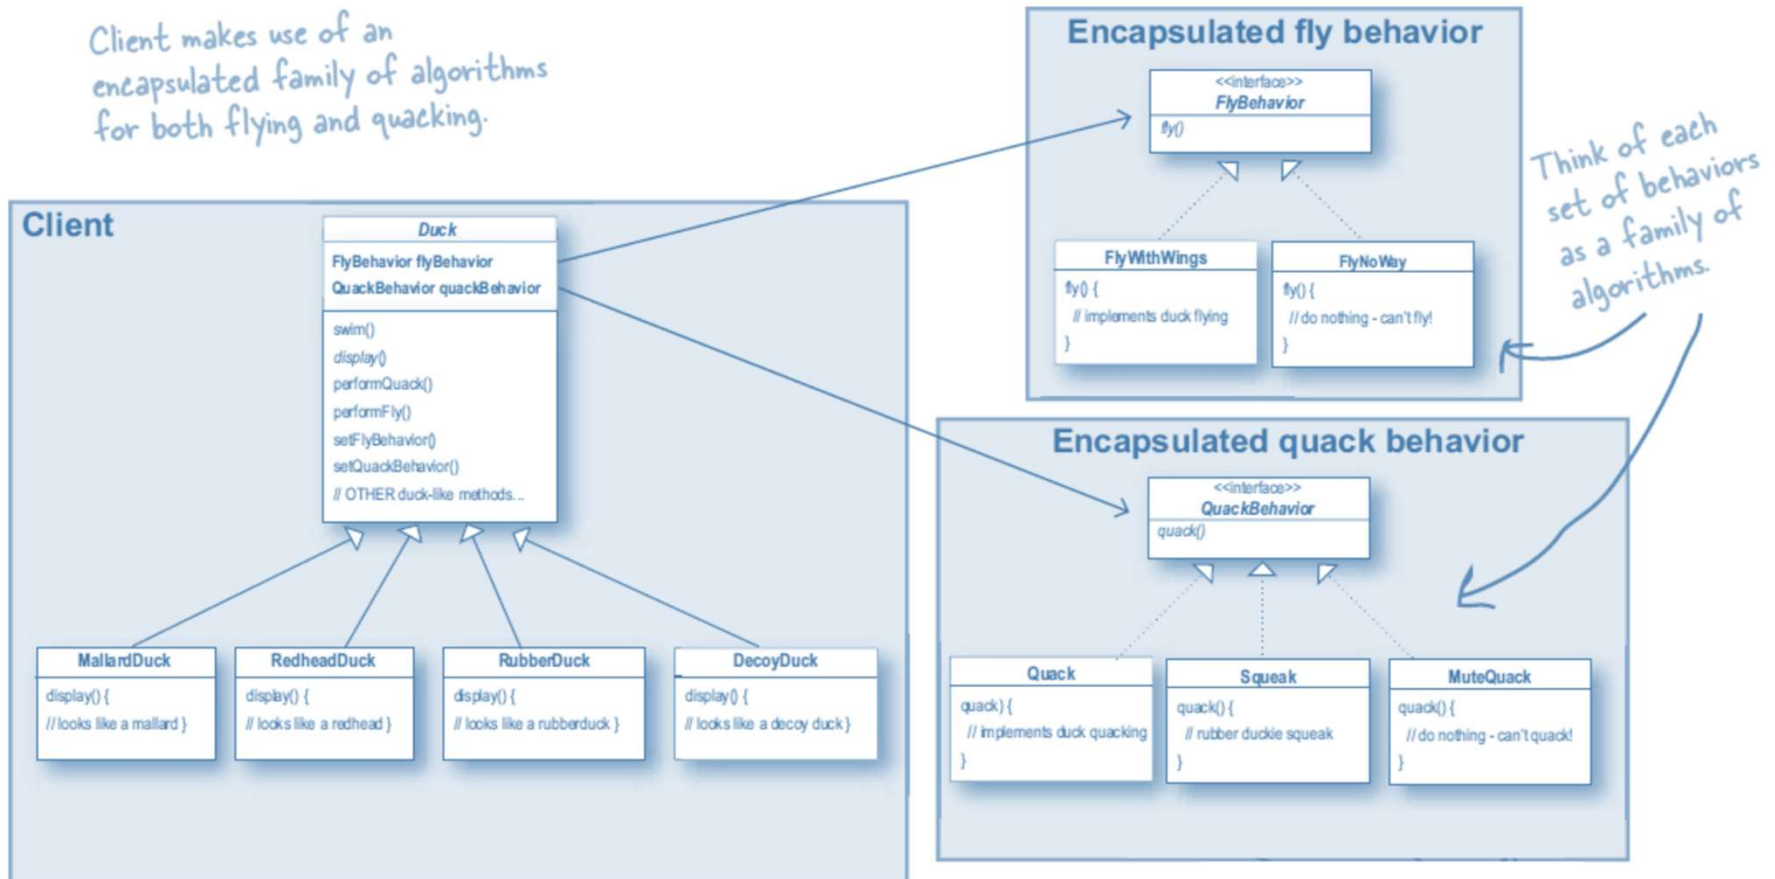 Client makes use of an
encapsulated family of algorithms
for both flying and quacking.
Client
Duck
FlyBehavior flyBehavior
QuackBehavior quackBehavior
swim()
display()
performQuack()
performFly()
setFlyBehavior()
setQuackBehavior()
// OTHER duck-like methods...
MallardDuck
display() {
// looks like a mallard }
RedheadDuck
display() {
// looks like a redhead }
RubberDuck
display() {
// looks like a rubberduck }
DecoyDuck
display() {
// looks like a decoy duck }
Encapsulated fly behavior
<<interface>>
FlyBehavior
fly()
FlyWithWings
fly() {
// implements duck flying
}
FlyNoWay
fly() {
// do nothing - can't fly!
}
Think of each
set of behaviors
as a family of
algorithms.
Encapsulated quack behavior
<<interface>>
QuackBehavior
quack()
Quack
quack) {
// implements duck quacking
}
Squeak
quack() {
// rubber duckie squeak
}
MuteQuack
quack() {
// do nothing - can't quack!
}